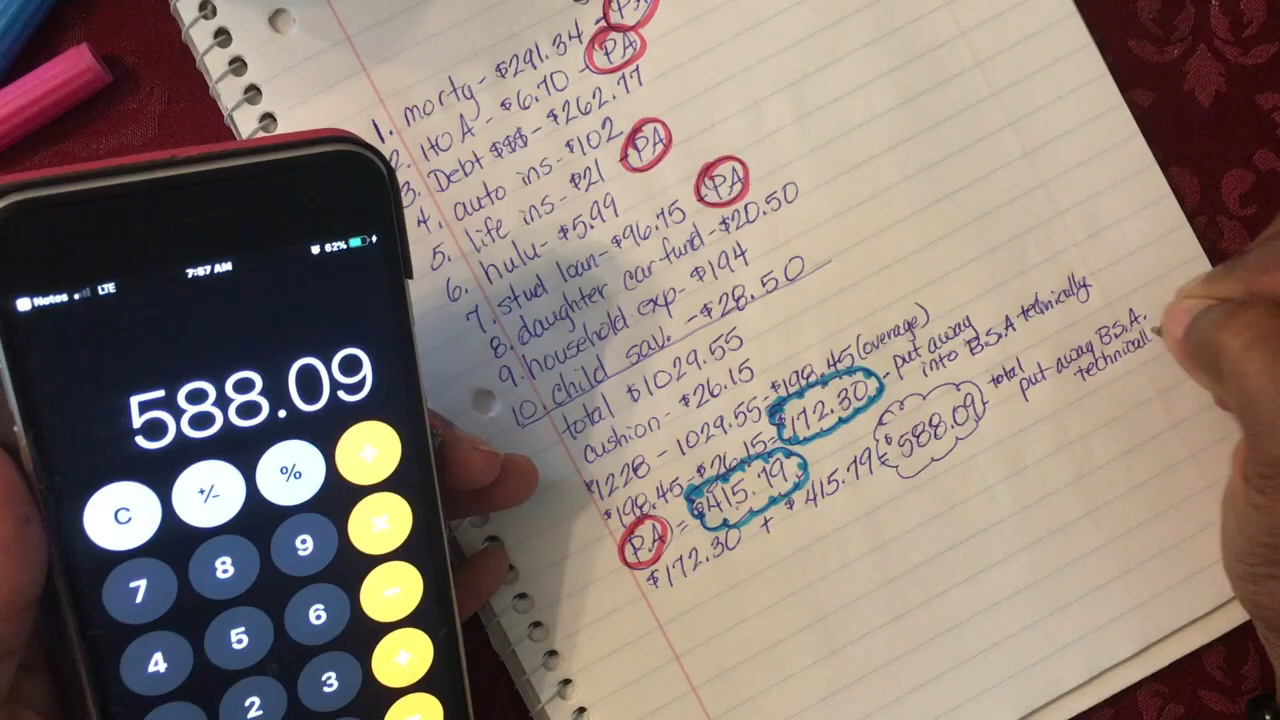 Notes LTE
7:57 AM
62%
588.09
C +/- % ÷
7 8 9 ×
4 5 6 −
2 3 +
1. mortg - $291.34 - PA
2. HOA - $6.70 - PA
3. Debt $$$ - $262.77
4. auto ins - $102
5. life ins - $21 - PA
6. hulu - $5.99
7. stud loan - $96.75 - PA
8. daughter car fund - $20.50
9. household exp - $194
10. child sav. - $28.50
total $1029.55
cushion - $26.15
$1228 - 1029.55 = $198.45 (overage)
$198.45 - $26.15 = $172.30 - put away into B.S.A technically
PA = $415.79
$172.30 + $415.79 = $588.09 - total put away B.S.A. technicall